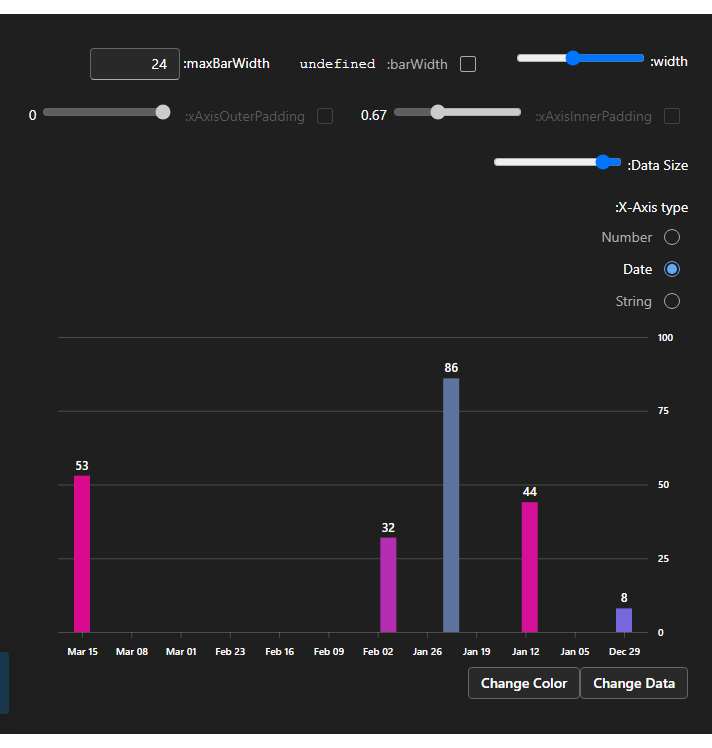 :width
:barWidth undefined
:maxBarWidth 24
:xAxisInnerPadding 0.67
:xAxisOuterPadding 0
:Data Size
:X-Axis type
Number
Date
String
100
86
75
53
50
44
32
25
8
0
Mar 15 Mar 08 Mar 01 Feb 23 Feb 16 Feb 09 Feb 02 Jan 26 Jan 19 Jan 12 Jan 05 Dec 29
Change Color Change Data